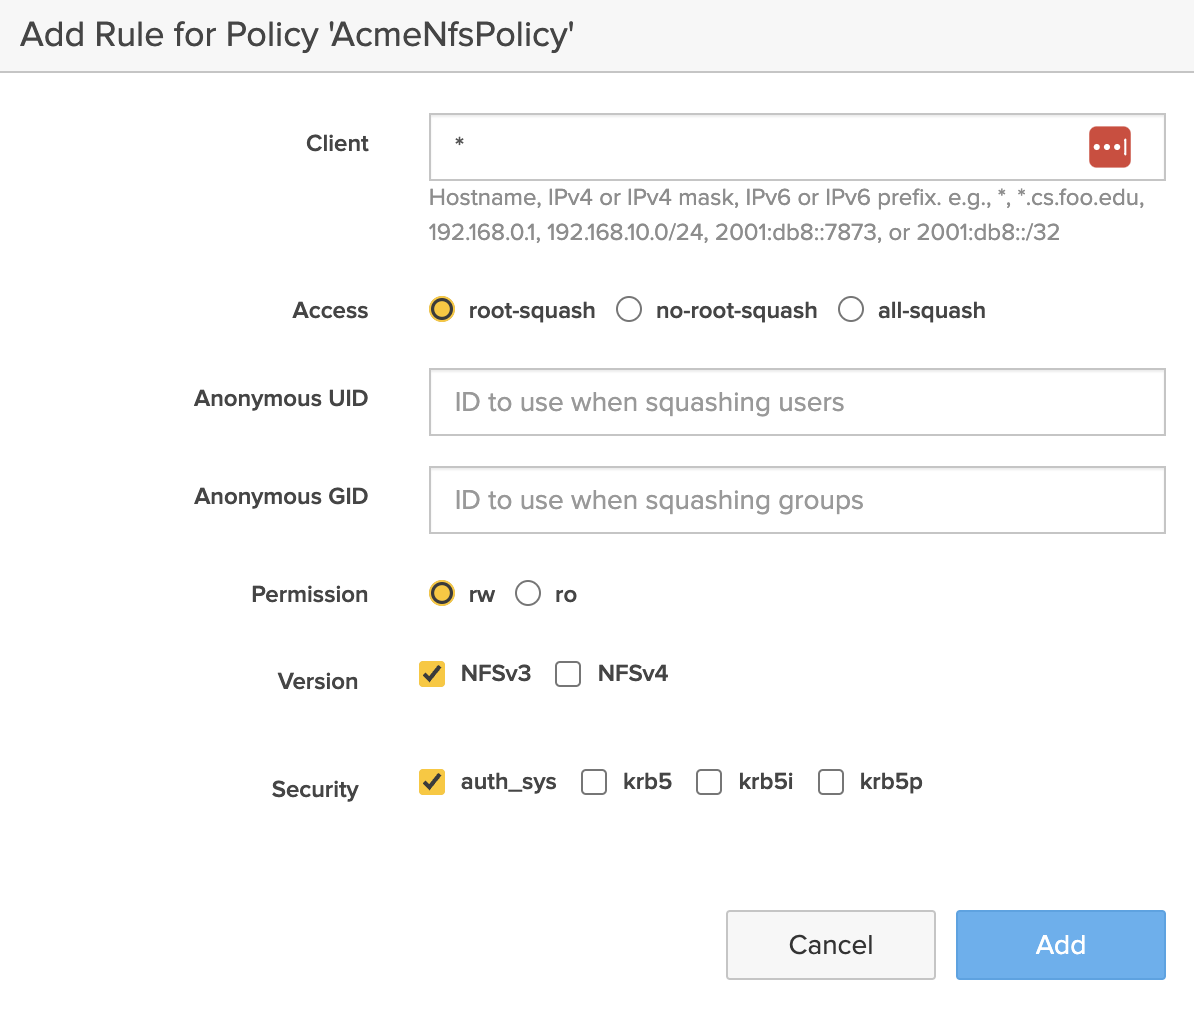 Add Rule for Policy 'AcmeNfsPolicy'
Client
*
Hostname, IPv4 or IPv4 mask, IPv6 or IPv6 prefix. e.g., *, *.cs.foo.edu,
192.168.0.1, 192.168.10.0/24, 2001:db8::7873, or 2001:db8::/32
Access root-squash no-root-squash all-squash
Anonymous UID ID to use when squashing users
Anonymous GID ID to use when squashing groups
Permission rw ro
Version NFSv3 NFSv4
Security auth_sys krb5 krb5i krb5p
Cancel Add